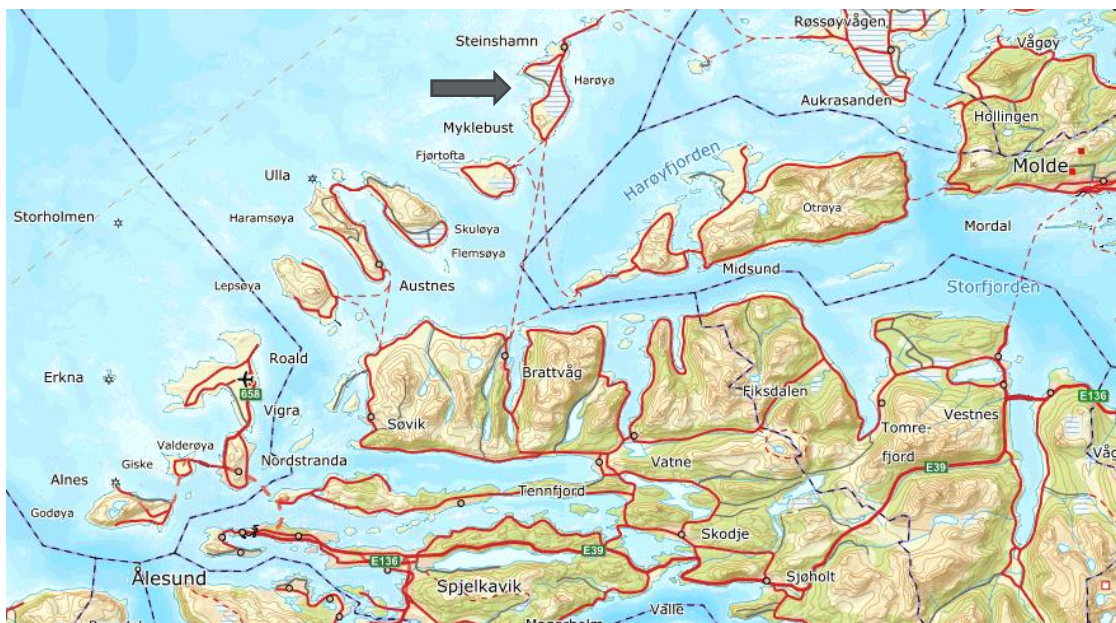 Røssøyvågen
Steinshamn
Vågøy
Harøya
Aukrasanden
Hollingen
Myklebust
Fjørtofta
Harøyfjorden
Molde
Ulla
Otrøya
Storholmen
Haramsøya
Skuløya
Mordal
Flemsøya
Midsund
Lepsøya
Austnes
Storfjorden
Roald
Erkna
Brattvåg
658
Fiksdalen
E136
Vigra
Søvik
Vestnes
Tomre-
fjord
Valderøya
Giske
Nordstranda
Vatne
E39
Alnes
Tennfjord
Godøya
Skodje
E39
E136
Ålesund
Spjelkavik
Sjøholt
Valle